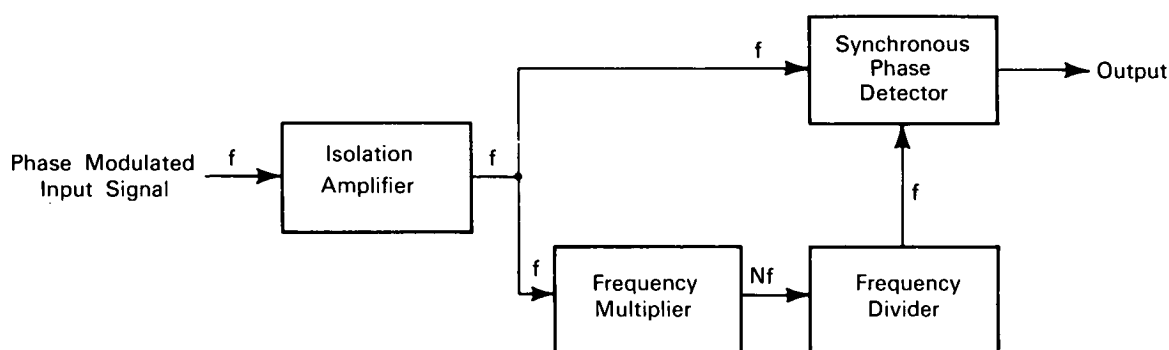 f
Synchronous
Phase
Detector
Output
Phase Modulated
Input Signal
f
Isolation
Amplifier
f
f
f
Frequency
Multiplier
Nf
Frequency
Divider